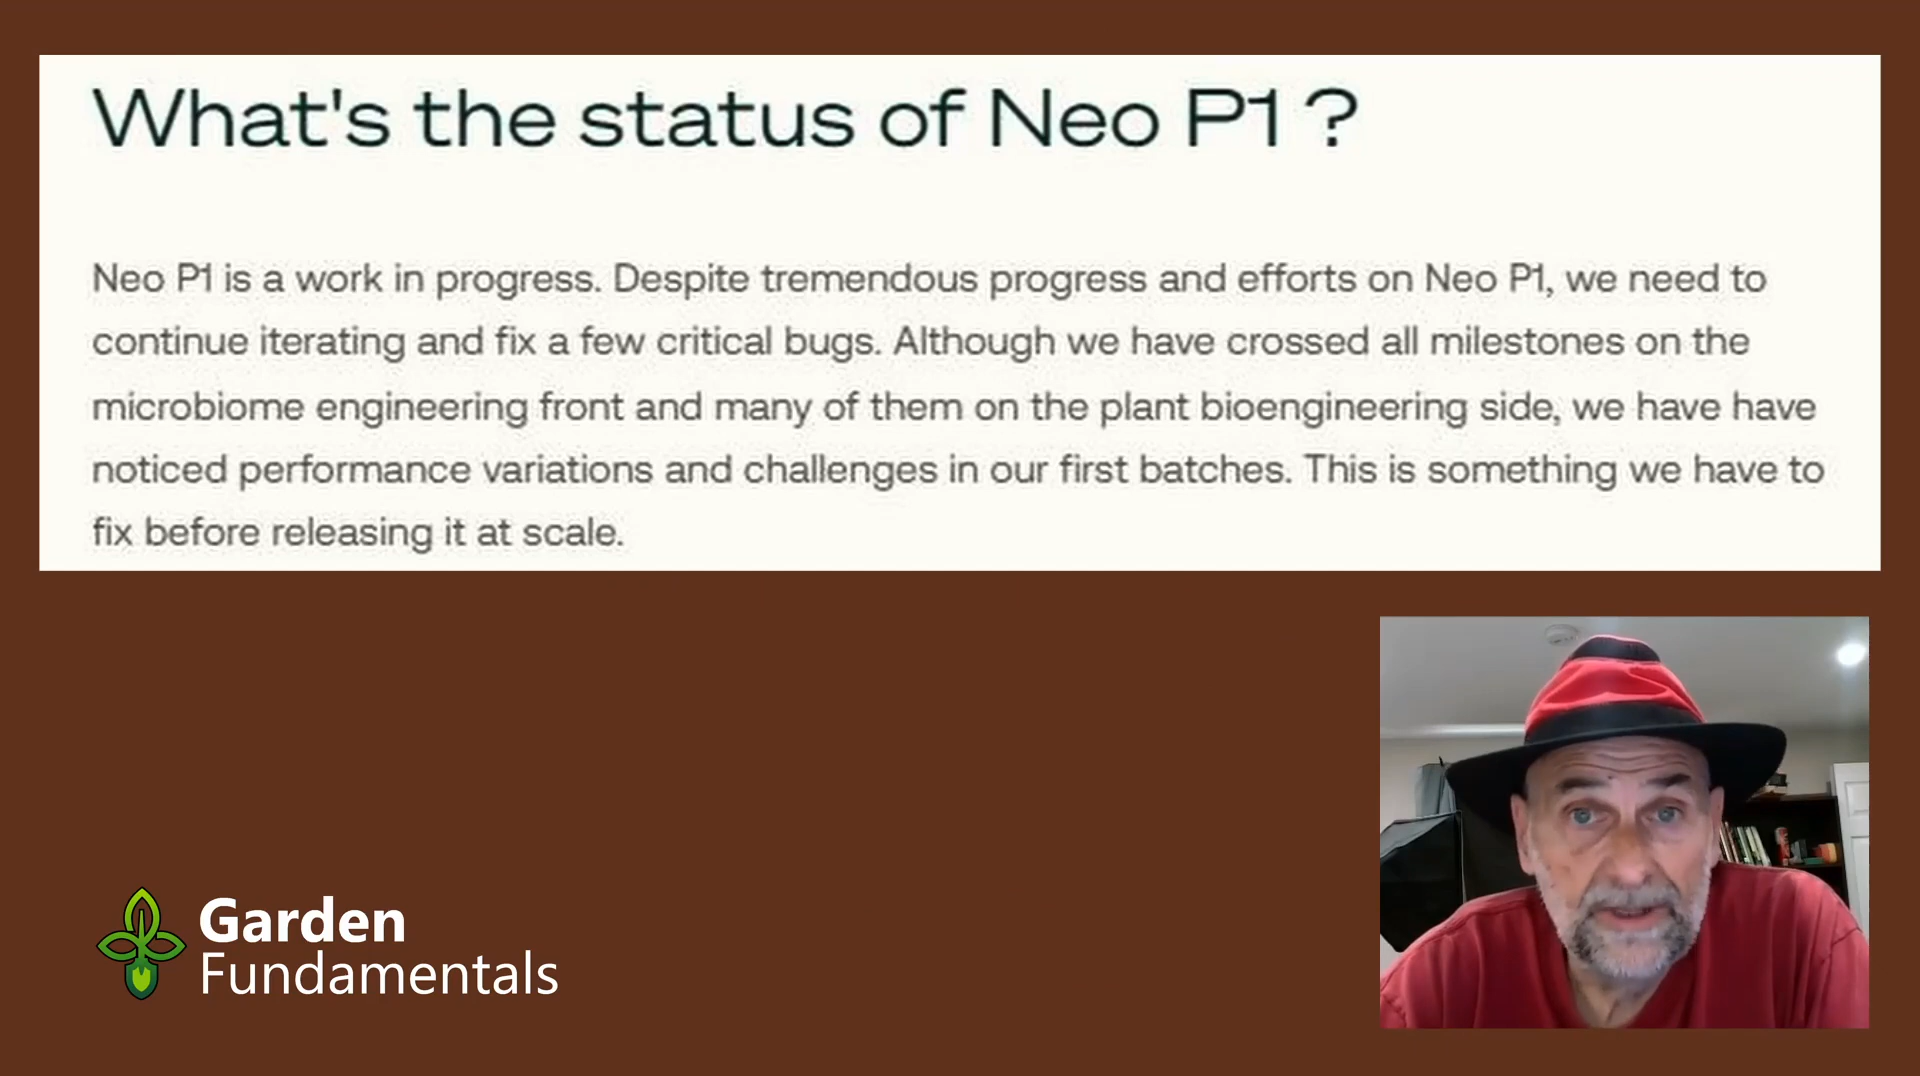 What's the status of Neo P1 ?
Neo P1 is a work in progress. Despite tremendous progress and efforts on Neo P1, we need to
continue iterating and fix a few critical bugs. Although we have crossed all milestones on the
microbiome engineering front and many of them on the plant bioengineering side, we have have
noticed performance variations and challenges in our first batches. This is something we have to
fix before releasing it at scale.
Garden
Fundamentals